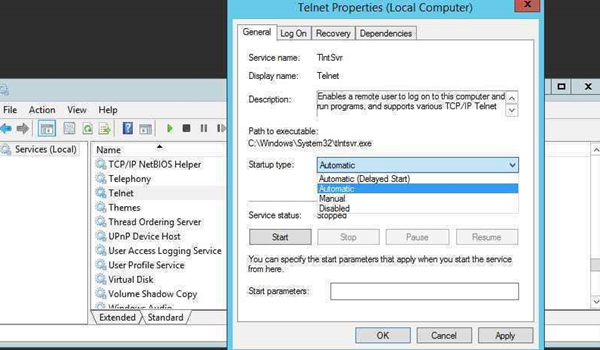 Telnet Properties (Local Computer)
x
General
Log On
Recovery
Dependencies
Service name:
TlntSvr
Display name:
Telnet
Description:
Enables a remote user to log on to this computer and
run programs, and supports various TCP/IP Telnet
Path to executable:
C:\Windows\System32\tlntsvr.exe
Startup type:
Automatic
Automatic (Delayed Start)
Automatic
Manual
Disabled
Service status:
Stopped
Start
Stop
Pause
Resume
You can specify the start parameters that apply when you start the service
from here.
Start parameters:
OK
Cancel
Apply
File
Action
View
Help
Services (Local)
Name
TCP/IP NetBIOS Helper
Telephony
Telnet
Themes
Thread Ordering Server
UPnP Device Host
User Access Logging Service
User Profile Service
Virtual Disk
Volume Shadow Copy
Windows Audio
Extended
Standard